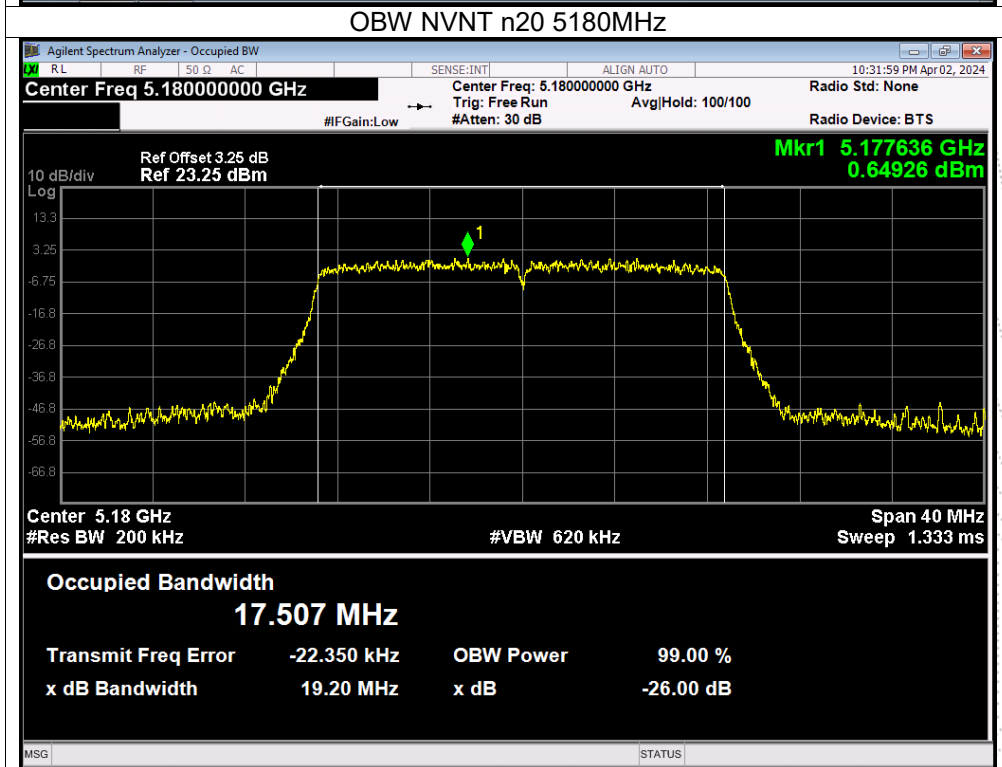 OBW NVNT n20 5180MHz
Agilent Spectrum Analyzer - Occupied BW
LXI RL RF 50 Ω AC SENSE:INT ALIGN AUTO 10:31:59 PM Apr 02, 2024
Center Freq 5.180000000 GHz Center Freq: 5.180000000 GHz Radio Std: None
Trig: Free Run Avg|Hold: 100/100
#IFGain:Low #Atten: 30 dB Radio Device: BTS
Ref Offset 3.25 dB Mkr1 5.177636 GHz
10 dB/div Ref 23.25 dBm 0.64926 dBm
Log
13.3
1
3.25
-6.75
-16.8
-26.8
-36.8
-46.8
-56.8
-66.8
Center 5.18 GHz Span 40 MHz
#Res BW 200 kHz #VBW 620 kHz Sweep 1.333 ms
Occupied Bandwidth
17.507 MHz
Transmit Freq Error -22.350 kHz OBW Power 99.00 %
x dB Bandwidth 19.20 MHz x dB -26.00 dB
MSG STATUS